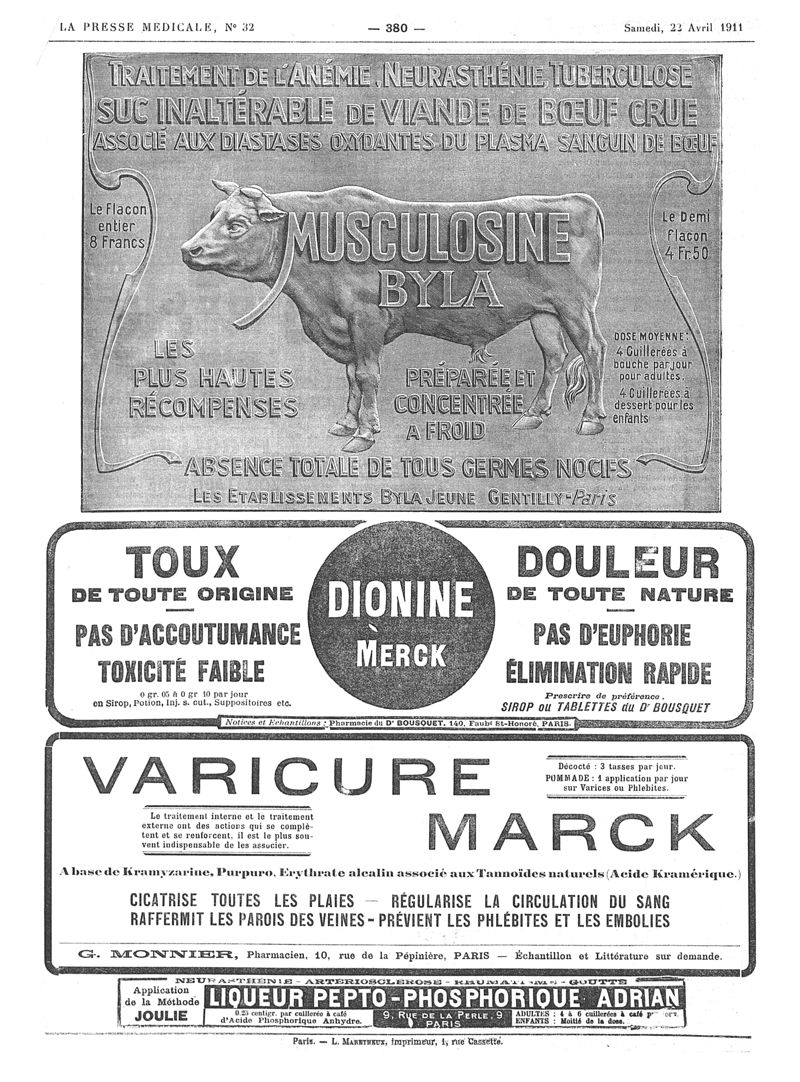 LA PRESSE MEDICALE, N° 32
— 380 —
Samedi, 22 Avril 1911
TRAITEMENT DE L'ANÉMIE, NEURASTHÉNIE, TUBERCULOSE
SUC INALTÉRABLE DE VIANDE DE BŒUF CRUE
ASSOCIÉ AUX DIASTASES OXYDANTES DU PLASMA SANGUIN DE BŒUF
Le Flacon
entier
8 Francs
Le Demi
flacon
4 Fr.50
MUSCULOSINE
BYLA
LES
PLUS HAUTES
RÉCOMPENSES
PRÉPARÉE ET
CONCENTRÉE
A FROID
DOSE MOYENNE:
4 Cuillerées à
bouche par jour
pour adultes.
4 Cuillerées à
dessert pour les
enfants
ABSENCE TOTALE DE TOUS GERMES NOCIFS
LES ETABLISSEMENTS BYLA JEUNE GENTILLY-Paris
TOUX
DE TOUTE ORIGINE
PAS D'ACCOUTUMANCE
TOXICITÉ FAIBLE
0 gr. 05 à 0 gr 10 par jour
en Sirop, Potion, Inj. s. cut., Suppositoires etc.
DIONINE
MERCK
DOULEUR
DE TOUTE NATURE
PAS D'EUPHORIE
ÉLIMINATION RAPIDE
Prescrire de préférence.
SIROP ou TABLETTES du Dr BOUSQUET
Notices et Echantillons : Pharmacie du Dr BOUSQUET, 140, Faubg St-Honoré, PARIS.
VARICURE
Décocté : 3 tasses par jour.
POMMADE : 1 application par jour
sur Varices ou Phlébites.
Le traitement interne et le traitement
externe ont des actions qui se complè-
tent et se renforcent, il est le plus sou-
vent indispensable de les associer.
MARCK
A base de Kramyzarine, Purpuro, Erythrate alcalin associé aux Tannoïdes naturels (Acide Kramérique.)
CICATRISE TOUTES LES PLAIES — RÉGULARISE LA CIRCULATION DU SANG
RAFFERMIT LES PAROIS DES VEINES - PRÉVIENT LES PHLÉBITES ET LES EMBOLIES
G. MONNIER, Pharmacien, 10, rue de la Pépinière, PARIS — Échantillon et Littérature sur demande.
NEURASTHÉNIE - ARTERIOSCLEROSE - GOUTTE
Application
de la Méthode
JOULIE
LIQUEUR PEPTO-PHOSPHORIQUE ADRIAN
0.25 centigr. par cuillerée à café
d'Acide Phosphorique Anhydre.
9, RUE DE LA PERLE, 9
PARIS
ADULTES : 4 à 6 cuillerées à café
ENFANTS : Moitié de la dose.
Paris. — L. MARETHEUX, imprimeur, 1, rue Cassette.